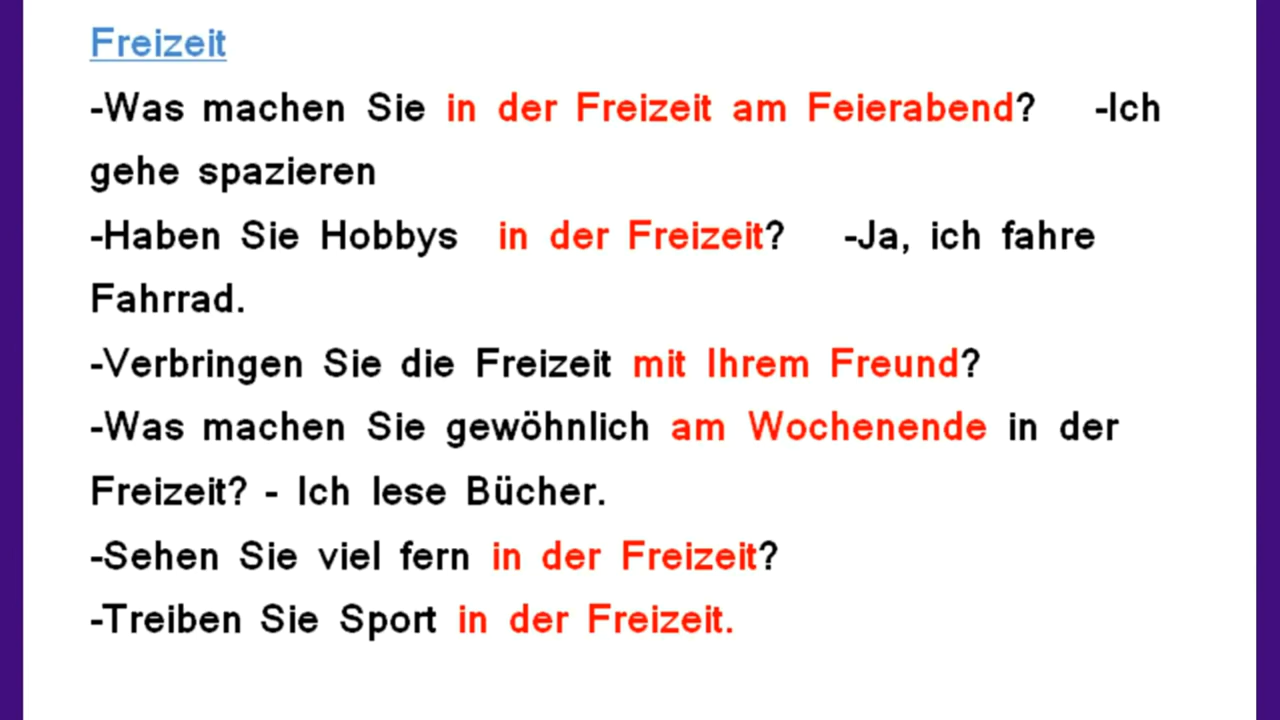 Freizeit
-Was machen Sie in der Freizeit am Feierabend? -Ich
gehe spazieren
-Haben Sie Hobbys in der Freizeit? -Ja, ich fahre
Fahrrad.
-Verbringen Sie die Freizeit mit Ihrem Freund?
-Was machen Sie gewöhnlich am Wochenende in der
Freizeit? - Ich lese Bücher.
-Sehen Sie viel fern in der Freizeit?
-Treiben Sie Sport in der Freizeit.